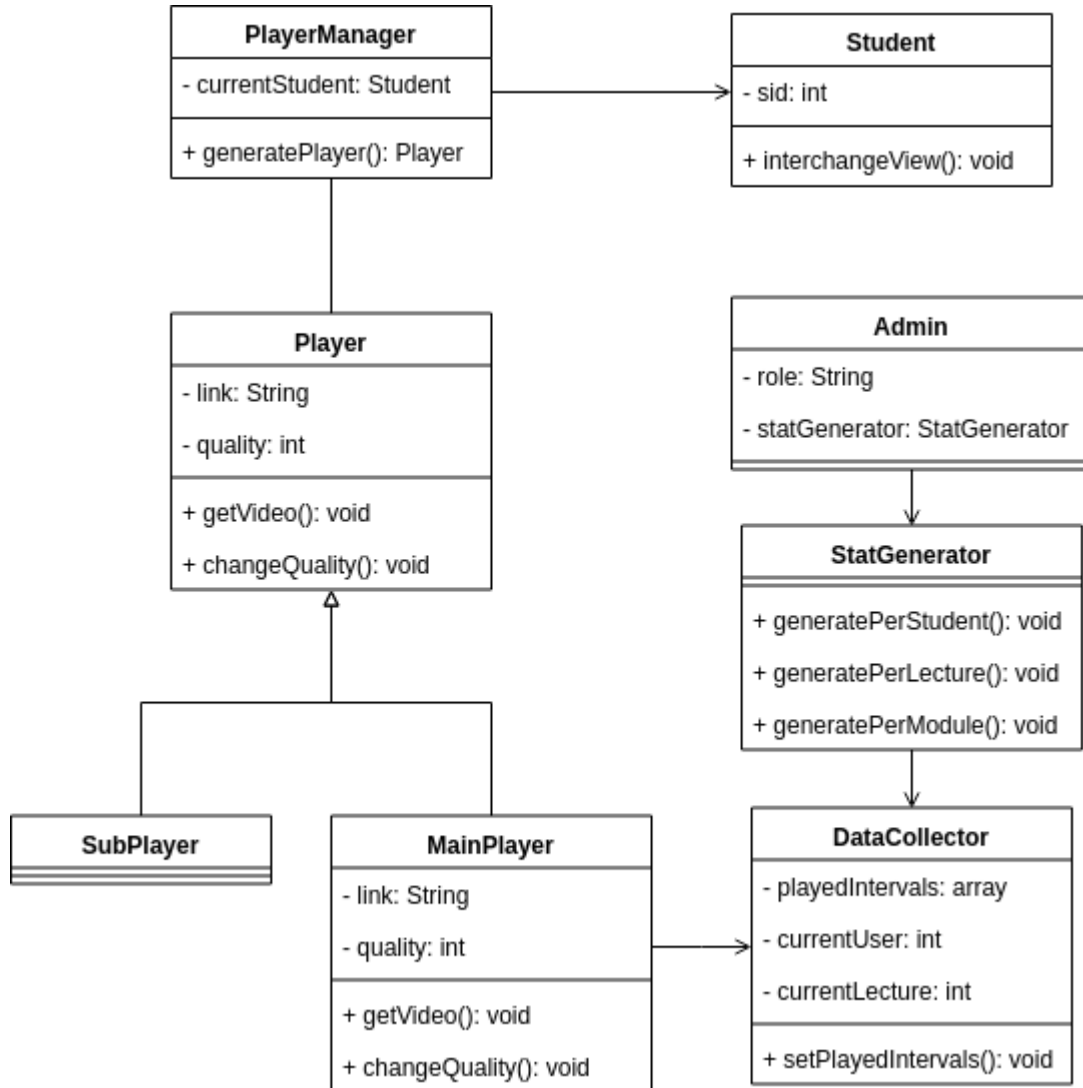 PlayerManager
- currentStudent: Student
+ generatePlayer(): Player
Student
- sid: int
+ interchangeView(): void
Player
- link: String
- quality: int
+ getVideo(): void
+ changeQuality(): void
Admin
- role: String
- statGenerator: StatGenerator
StatGenerator
+ generatePerStudent(): void
+ generatePerLecture(): void
+ generatePerModule(): void
SubPlayer
MainPlayer
- link: String
- quality: int
+ getVideo(): void
+ changeQuality(): void
DataCollector
- playedIntervals: array
- currentUser: int
- currentLecture: int
+ setPlayedIntervals(): void